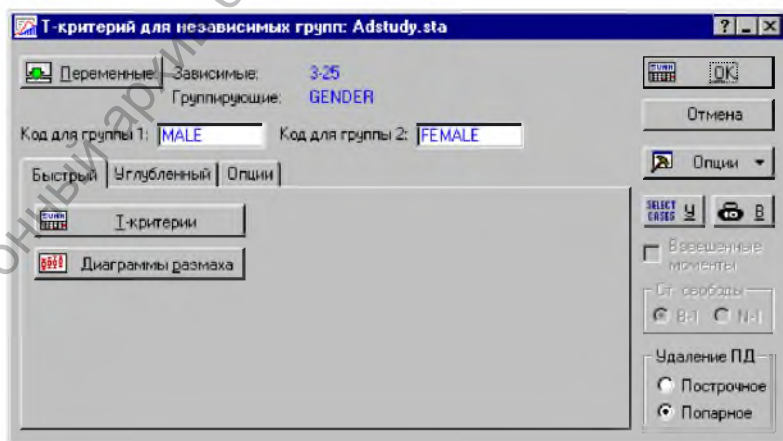 Т-критерий для независимых групп: Adstudy.sta
Переменные: Зависимые: 3-25
Группирующие: GENDER
Код для группы 1: MALE Код для группы 2: FEMALE
Быстрый Углубленный Опции
Т-критерии
Диаграммы размаха
OK
Отмена
Опции
SELECT CASES У В
Взвешенные моменты
Ст. свободы
В-1 N-1
Удаление ПД
Построчное
Попарное